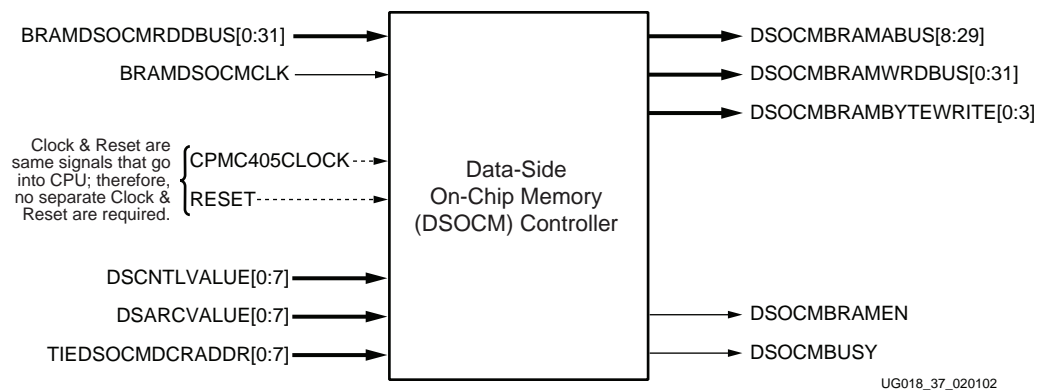 BRAMDSOCMRDDBUS[0:31]
BRAMDSOCMCLK
Clock & Reset are
same signals that go
into CPU; therefore,
no separate Clock &
Reset are required.
CPMC405CLOCK
RESET
DSCNTLVALUE[0:7]
DSARCVALUE[0:7]
TIEDSOCMDCRADDR[0:7]
Data-Side
On-Chip Memory
(DSOCM) Controller
DSOCMBRAMABUS[8:29]
DSOCMBRAMWRDBUS[0:31]
DSOCMBRAMBYTEWRITE[0:3]
DSOCMBRAMEN
DSOCMBUSY
UG018_37_020102